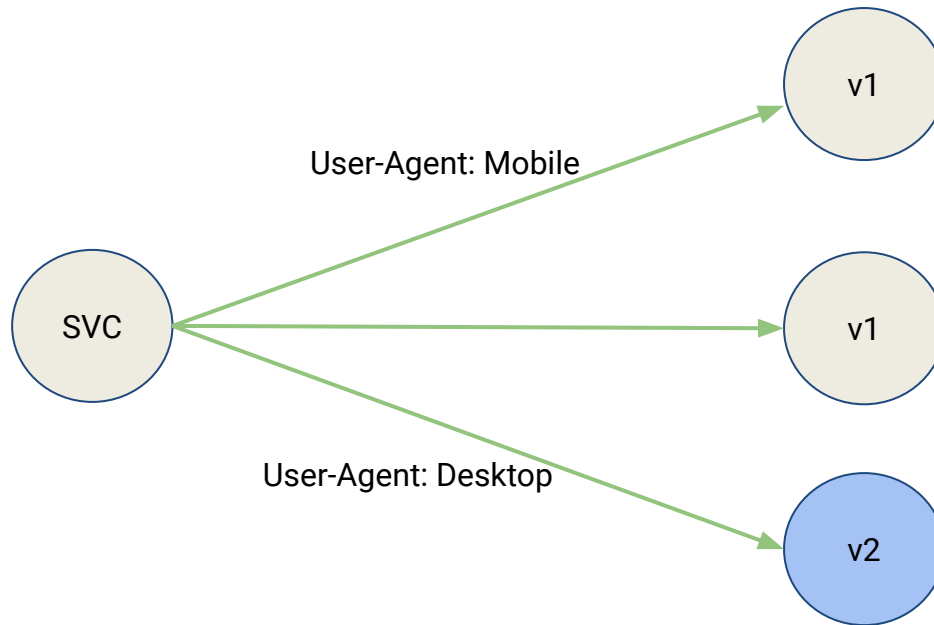 v1
User-Agent: Mobile
SVC
v1
User-Agent: Desktop
v2